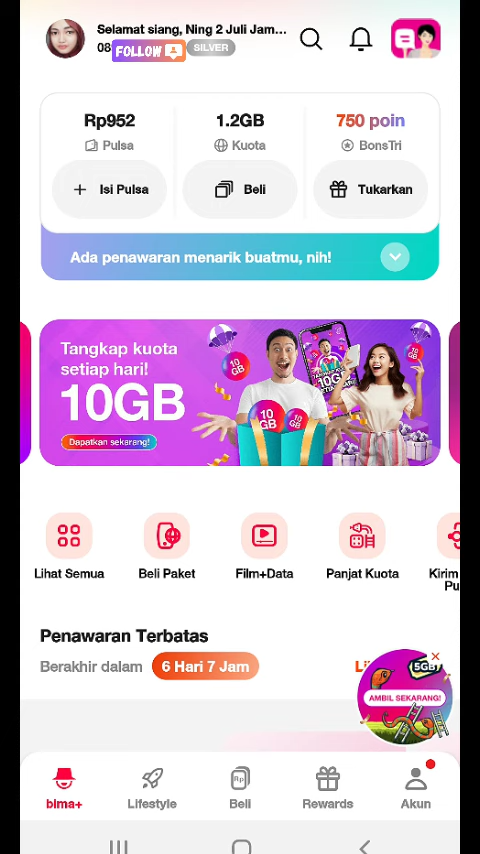 Selamat siang, Ning 2 Juli Jam...
08
FOLLOW
SILVER
Rp952
1.2GB
750 poin
Pulsa
Kuota
BonsTri
Isi Pulsa
Beli
Tukarkan
Ada penawaran menarik buatmu, nih!
Tangkap kuota
setiap hari!
10GB
Dapatkan sekarang!
10
GB
10
GB
10
GB
10
GB
Lihat Semua
Beli Paket
Film+Data
Panjat Kuota
Kirim
Pu
Penawaran Terbatas
Berakhir dalam
6 Hari 7 Jam
5GB
AMBIL SEKARANG!
bima+
Lifestyle
Rp
Beli
Rewards
Akun